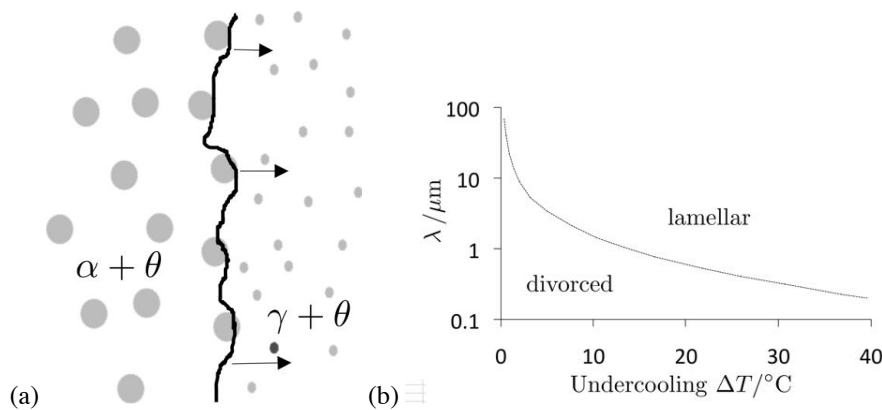 α + θ
γ + θ
(a)
(b)
100
10
1
0.1
λ /μm
lamellar
divorced
0 10 20 30 40
Undercooling ΔT/°C